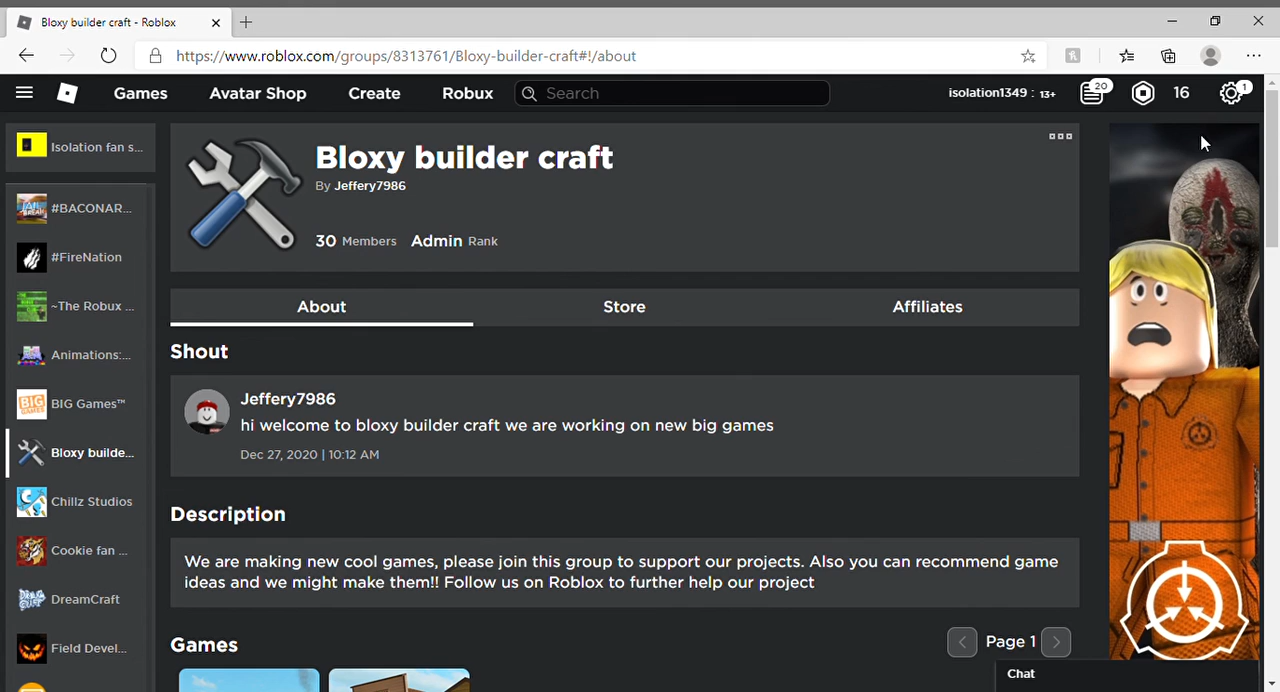 Bloxy builder craft - Roblox
https://www.roblox.com/groups/8313761/Bloxy-builder-craft#!/about
Games Avatar Shop Create Robux Search isolation1349 : 13+ 20 16 1
Isolation fan s...
#BACONAR...
#FireNation
~The Robux ...
Animations:...
BIG Games™
Bloxy builde...
Chillz Studios
Cookie fan ...
DreamCraft
Field Devel...
Bloxy builder craft
By Jeffery7986
30 Members Admin Rank
About Store Affiliates
Shout
Jeffery7986
hi welcome to bloxy builder craft we are working on new big games
Dec 27, 2020 | 10:12 AM
Description
We are making new cool games, please join this group to support our projects. Also you can recommend game
ideas and we might make them!! Follow us on Roblox to further help our project
Games Page 1
Chat